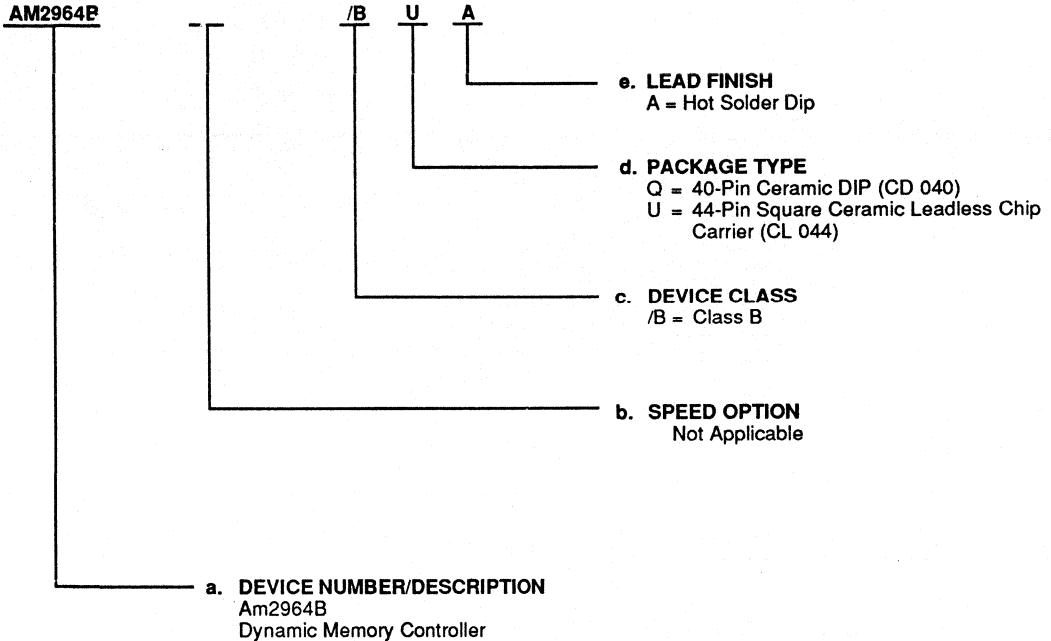 AM2964B /B U A
e. LEAD FINISH
A = Hot Solder Dip
d. PACKAGE TYPE
Q = 40-Pin Ceramic DIP (CD 040)
U = 44-Pin Square Ceramic Leadless Chip
Carrier (CL 044)
c. DEVICE CLASS
/B = Class B
b. SPEED OPTION
Not Applicable
a. DEVICE NUMBER/DESCRIPTION
Am2964B
Dynamic Memory Controller